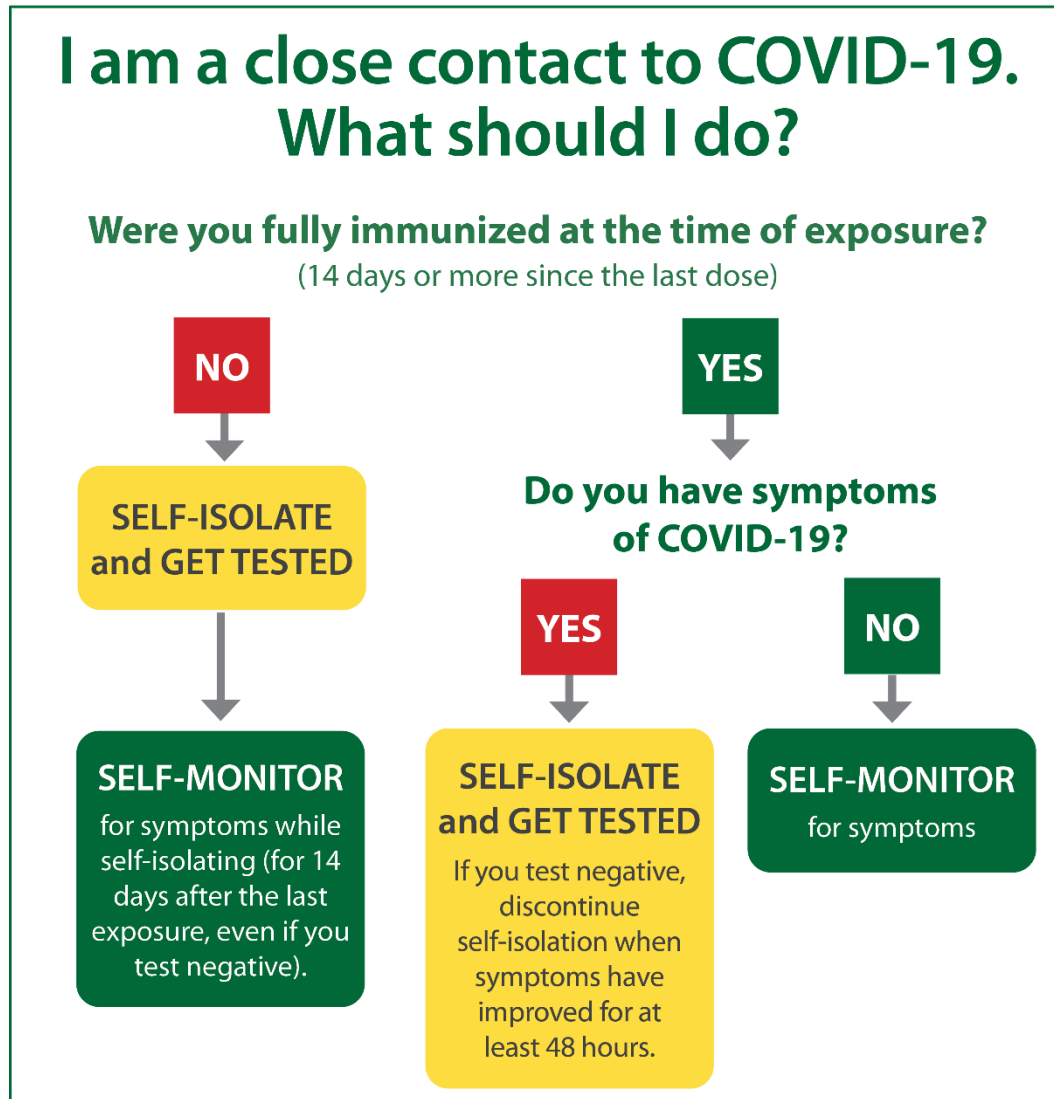 I am a close contact to COVID-19.
What should I do?
Were you fully immunized at the time of exposure?
(14 days or more since the last dose)
NO
SELF-ISOLATE
and GET TESTED
SELF-MONITOR
for symptoms while
self-isolating (for 14
days after the last
exposure, even if you
test negative).
YES
Do you have symptoms
of COVID-19?
YES
SELF-ISOLATE
and GET TESTED
If you test negative,
discontinue
self-isolation when
symptoms have
improved for at
least 48 hours.
NO
SELF-MONITOR
for symptoms